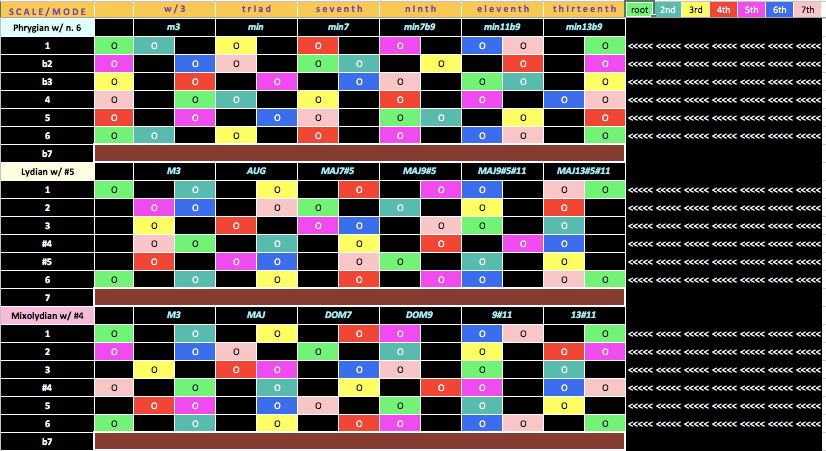 SCALE/MODE w/3 triad seventh ninth eleventh thirteenth root 2nd 3rd 4th 5th 6th 7th
Phrygian w/ n. 6 m3 min min7 min7b9 min11b9 min13b9
1 O O O O O O O O <<<<< <<<<< <<<<< <<<<< <<<<< <<<<< <<<<<
b2 O O O O O O O O <<<<< <<<<< <<<<< <<<<< <<<<< <<<<< <<<<<
b3 O O O O O O O O <<<<< <<<<< <<<<< <<<<< <<<<< <<<<< <<<<<
4 O O O O O O O O <<<<< <<<<< <<<<< <<<<< <<<<< <<<<< <<<<<
5 O O O O O O O O <<<<< <<<<< <<<<< <<<<< <<<<< <<<<< <<<<<
6 O O O O O O O O <<<<< <<<<< <<<<< <<<<< <<<<< <<<<< <<<<<
b7
Lydian w/ #5 M3 AUG MAJ7#5 MAJ9#5 MAJ9#5#11 MAJ13#5#11
1 O O O O O O O O <<<<< <<<<< <<<<< <<<<< <<<<< <<<<< <<<<<
2 O O O O O O O <<<<< <<<<< <<<<< <<<<< <<<<< <<<<< <<<<<
3 O O O O O O O <<<<< <<<<< <<<<< <<<<< <<<<< <<<<< <<<<<
#4 O O O O O O O <<<<< <<<<< <<<<< <<<<< <<<<< <<<<< <<<<<
#5 O O O O O O O <<<<< <<<<< <<<<< <<<<< <<<<< <<<<< <<<<<
6 O O O O O O O O <<<<< <<<<< <<<<< <<<<< <<<<< <<<<< <<<<<
7
Mixolydian w/ #4 M3 MAJ DOM7 DOM9 9#11 13#11
1 O O O O O O O O <<<<< <<<<< <<<<< <<<<< <<<<< <<<<< <<<<<
2 O O O O O O O O <<<<< <<<<< <<<<< <<<<< <<<<< <<<<< <<<<<
3 O O O O O O O <<<<< <<<<< <<<<< <<<<< <<<<< <<<<< <<<<<
#4 O O O O O O O O <<<<< <<<<< <<<<< <<<<< <<<<< <<<<< <<<<<
5 O O O O O O O <<<<< <<<<< <<<<< <<<<< <<<<< <<<<< <<<<<
6 O O O O O O O O <<<<< <<<<< <<<<< <<<<< <<<<< <<<<< <<<<<
b7